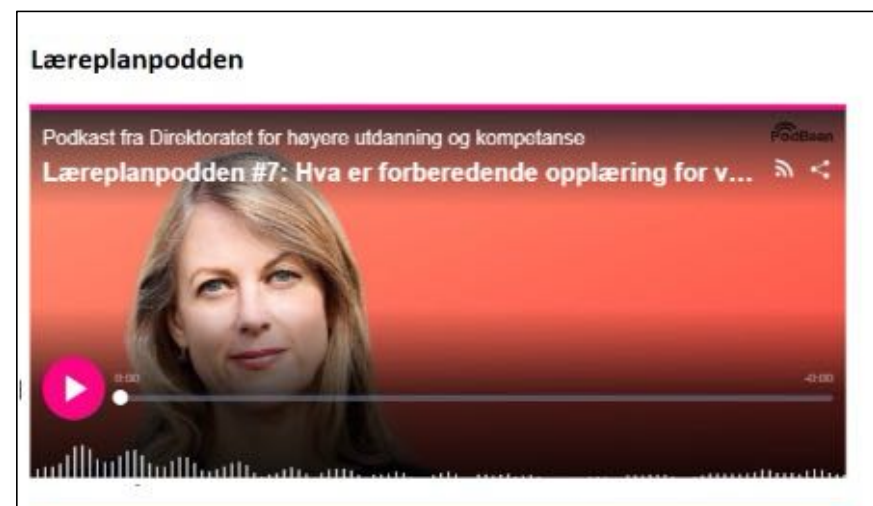 Læreplanpodden
Podkast fra Direktoratet for høyere utdanning og kompetanse
PodBean
Læreplanpodden #7: Hva er forberedende opplæring for v...
0:00
-0:00